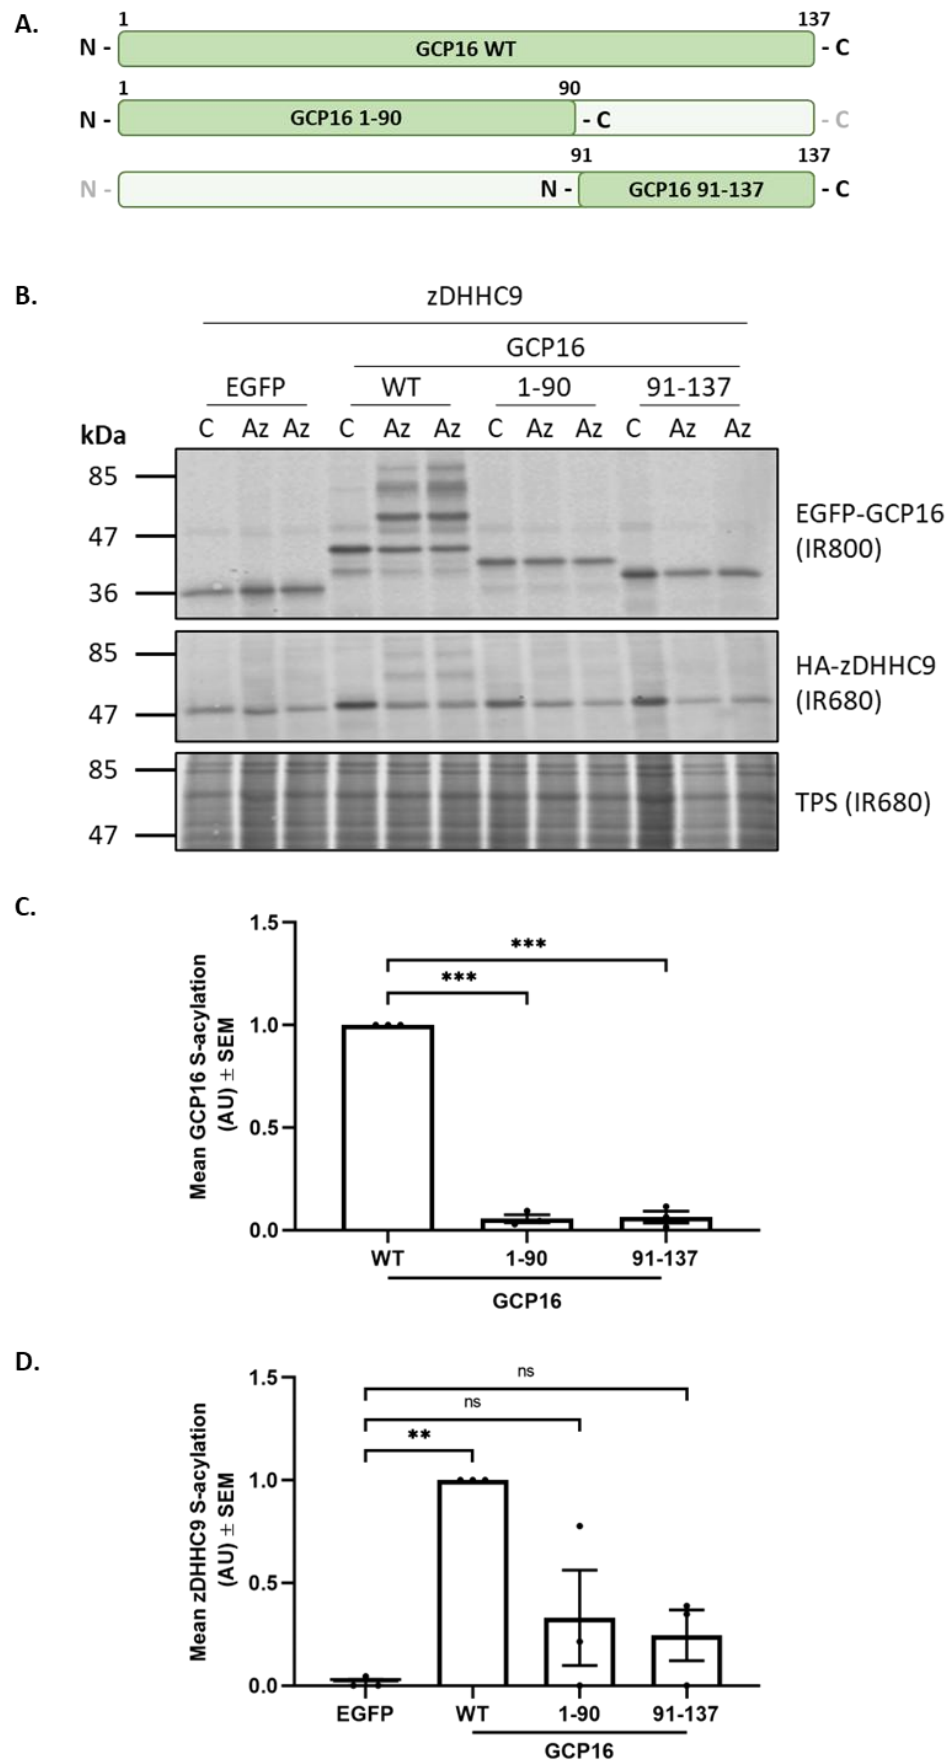 A.
1 137
N - GCP16 WT - C
1 90
N - GCP16 1-90 - C - C
91 137
N - N - GCP16 91-137 - C
B.
zDHHC9
GCP16
EGFP WT 1-90 91-137
kDa C Az Az C Az Az C Az Az C Az Az
85
47
36
EGFP-GCP16
(IR800)
85
47
HA-zDHHC9
(IR680)
85
47
TPS (IR680)
C.
Mean GCP16 S-acylation
(AU) ± SEM
1.5
1.0
0.5
0.0
***
***
WT 1-90 91-137
GCP16
D.
Mean zDHHC9 S-acylation
(AU) ± SEM
1.5
1.0
0.5
0.0
ns
ns
**
EGFP WT 1-90 91-137
GCP16